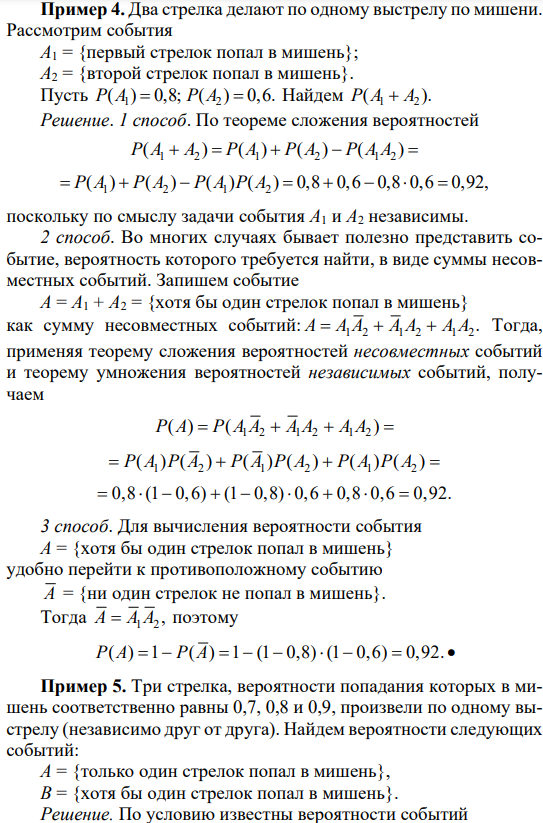 Пример 4. Два стрелка делают по одному выстрелу по мишени.
Рассмотрим события
A1 = {первый стрелок попал в мишень};
A2 = {второй стрелок попал в мишень}.
Пусть P(A₁) = 0,8; P(A₂) = 0,6. Найдем P(A₁ + A₂).
Решение. 1 способ. По теореме сложения вероятностей
P(A₁ + A₂) = P(A₁) + P(A₂) − P(A₁A₂) =
= P(A₁) + P(A₂) − P(A₁)P(A₂) = 0,8 + 0,6 − 0,8 · 0,6 = 0,92,
поскольку по смыслу задачи события A1 и A2 независимы.
2 способ. Во многих случаях бывает полезно представить со-
бытие, вероятность которого требуется найти, в виде суммы несов-
местных событий. Запишем событие
A = A1 + A2 = {хотя бы один стрелок попал в мишень}
как сумму несовместных событий: A = A₁A̅₂ + A̅₁A₂ + A₁A₂. Тогда,
применяя теорему сложения вероятностей несовместных событий
и теорему умножения вероятностей независимых событий, полу-
чаем
P(A) = P(A₁A̅₂ + A̅₁A₂ + A₁A₂) =
= P(A₁)P(A̅₂) + P(A̅₁)P(A₂) + P(A₁)P(A₂) =
= 0,8 · (1 − 0,6) + (1 − 0,8) · 0,6 + 0,8 · 0,6 = 0,92.
3 способ. Для вычисления вероятности события
A = {хотя бы один стрелок попал в мишень}
удобно перейти к противоположному событию
A̅ = {ни один стрелок не попал в мишень}.
Тогда A̅ = A̅₁A̅₂, поэтому
P(A) = 1 − P(A̅) = 1 − (1 − 0,8) · (1 − 0,6) = 0,92. •
Пример 5. Три стрелка, вероятности попадания которых в ми-
шень соответственно равны 0,7, 0,8 и 0,9, произвели по одному вы-
стрелу (независимо друг от друга). Найдем вероятности следующих
событий:
A = {только один стрелок попал в мишень},
B = {хотя бы один стрелок попал в мишень}.
Решение. По условию известны вероятности событий